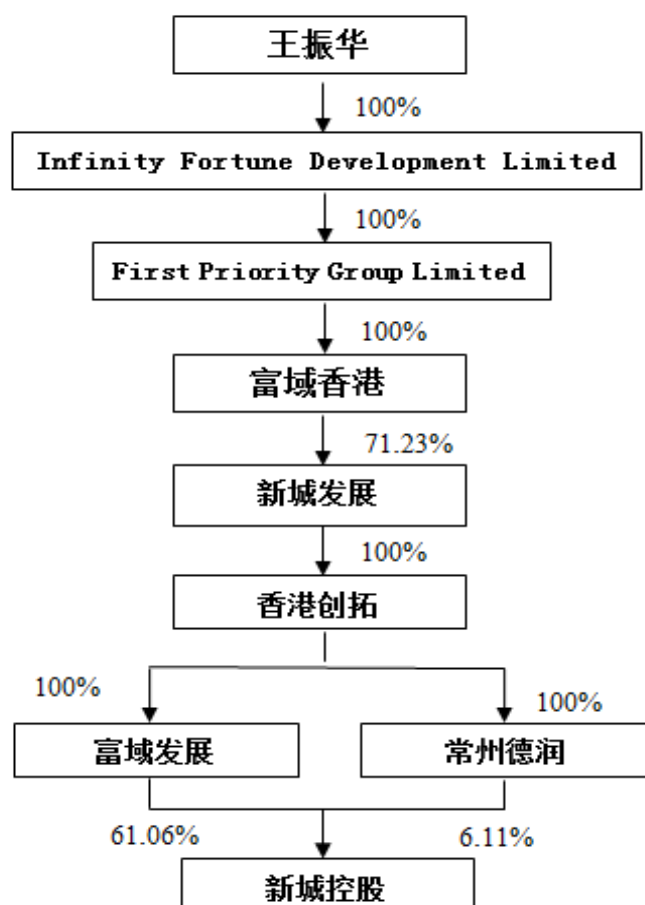 王振华
100%
Infinity Fortune Development Limited
100%
First Priority Group Limited
100%
富域香港
71.23%
新城发展
100%
香港创拓
100%
100%
富域发展
常州德润
61.06%
6.11%
新城控股